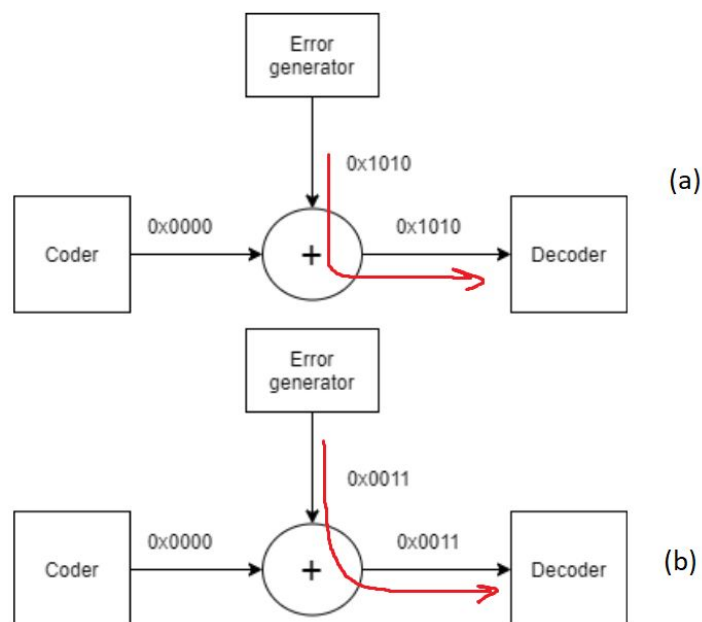 Error
generator
0x1010
(a)
0x0000
0x1010
Coder
+
Decoder
Error
generator
0x0011
0x0000
0x0011
(b)
Coder
+
Decoder